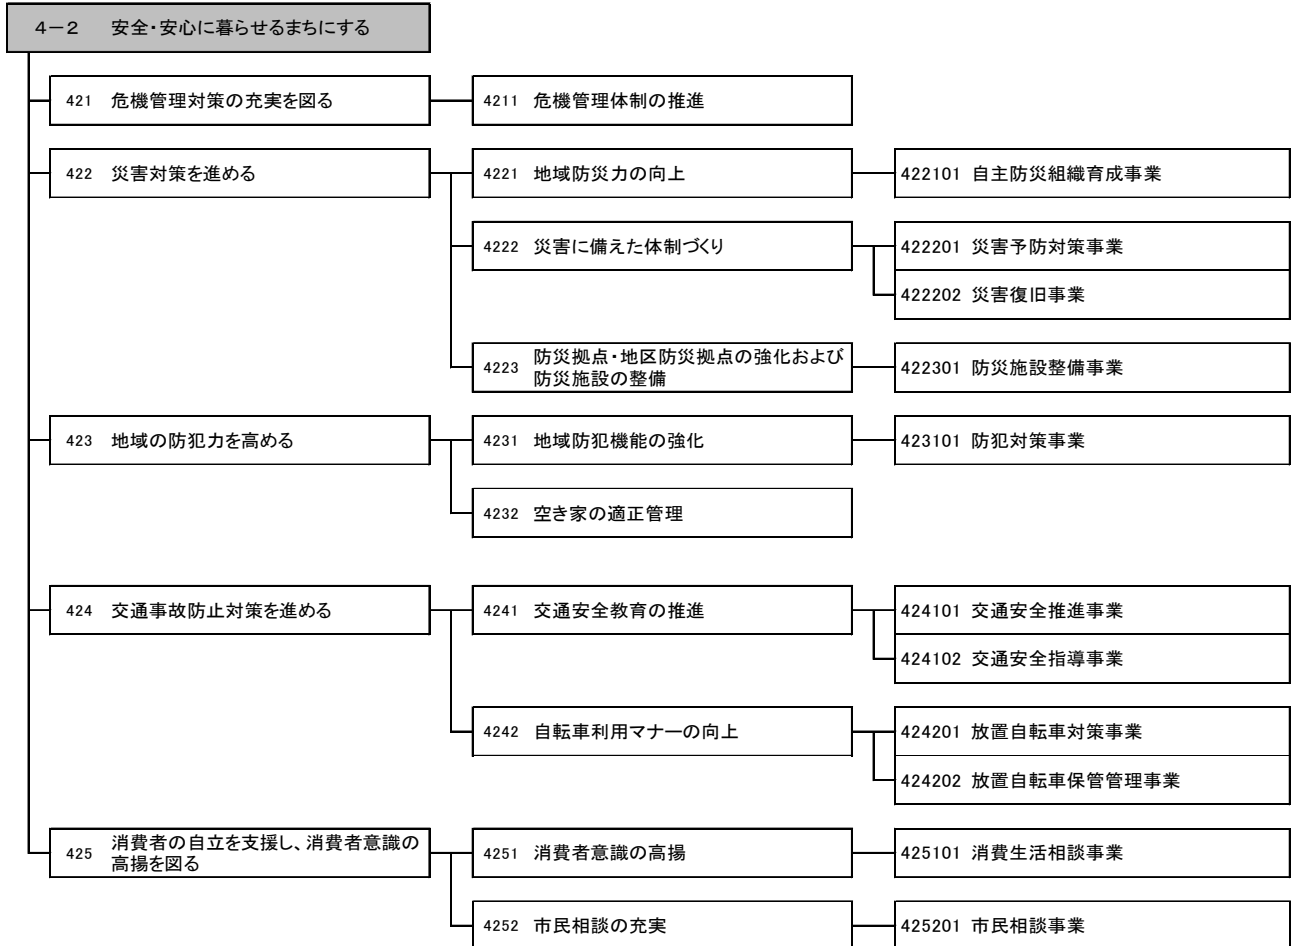 4－2　安全・安心に暮らせるまちにする
421　危機管理対策の充実を図る
4211　危機管理体制の推進
422　災害対策を進める
4221　地域防災力の向上
422101 自主防災組織育成事業
4222　災害に備えた体制づくり
422201 災害予防対策事業
422202 災害復旧事業
4223　防災拠点・地区防災拠点の強化および
防災施設の整備
422301 防災施設整備事業
423　地域の防犯力を高める
4231　地域防犯機能の強化
423101 防犯対策事業
4232　空き家の適正管理
424　交通事故防止対策を進める
4241　交通安全教育の推進
424101 交通安全推進事業
424102 交通安全指導事業
4242　自転車利用マナーの向上
424201 放置自転車対策事業
424202 放置自転車保管管理事業
425　消費者の自立を支援し、消費者意識の
高揚を図る
4251　消費者意識の高揚
425101 消費生活相談事業
4252　市民相談の充実
425201 市民相談事業